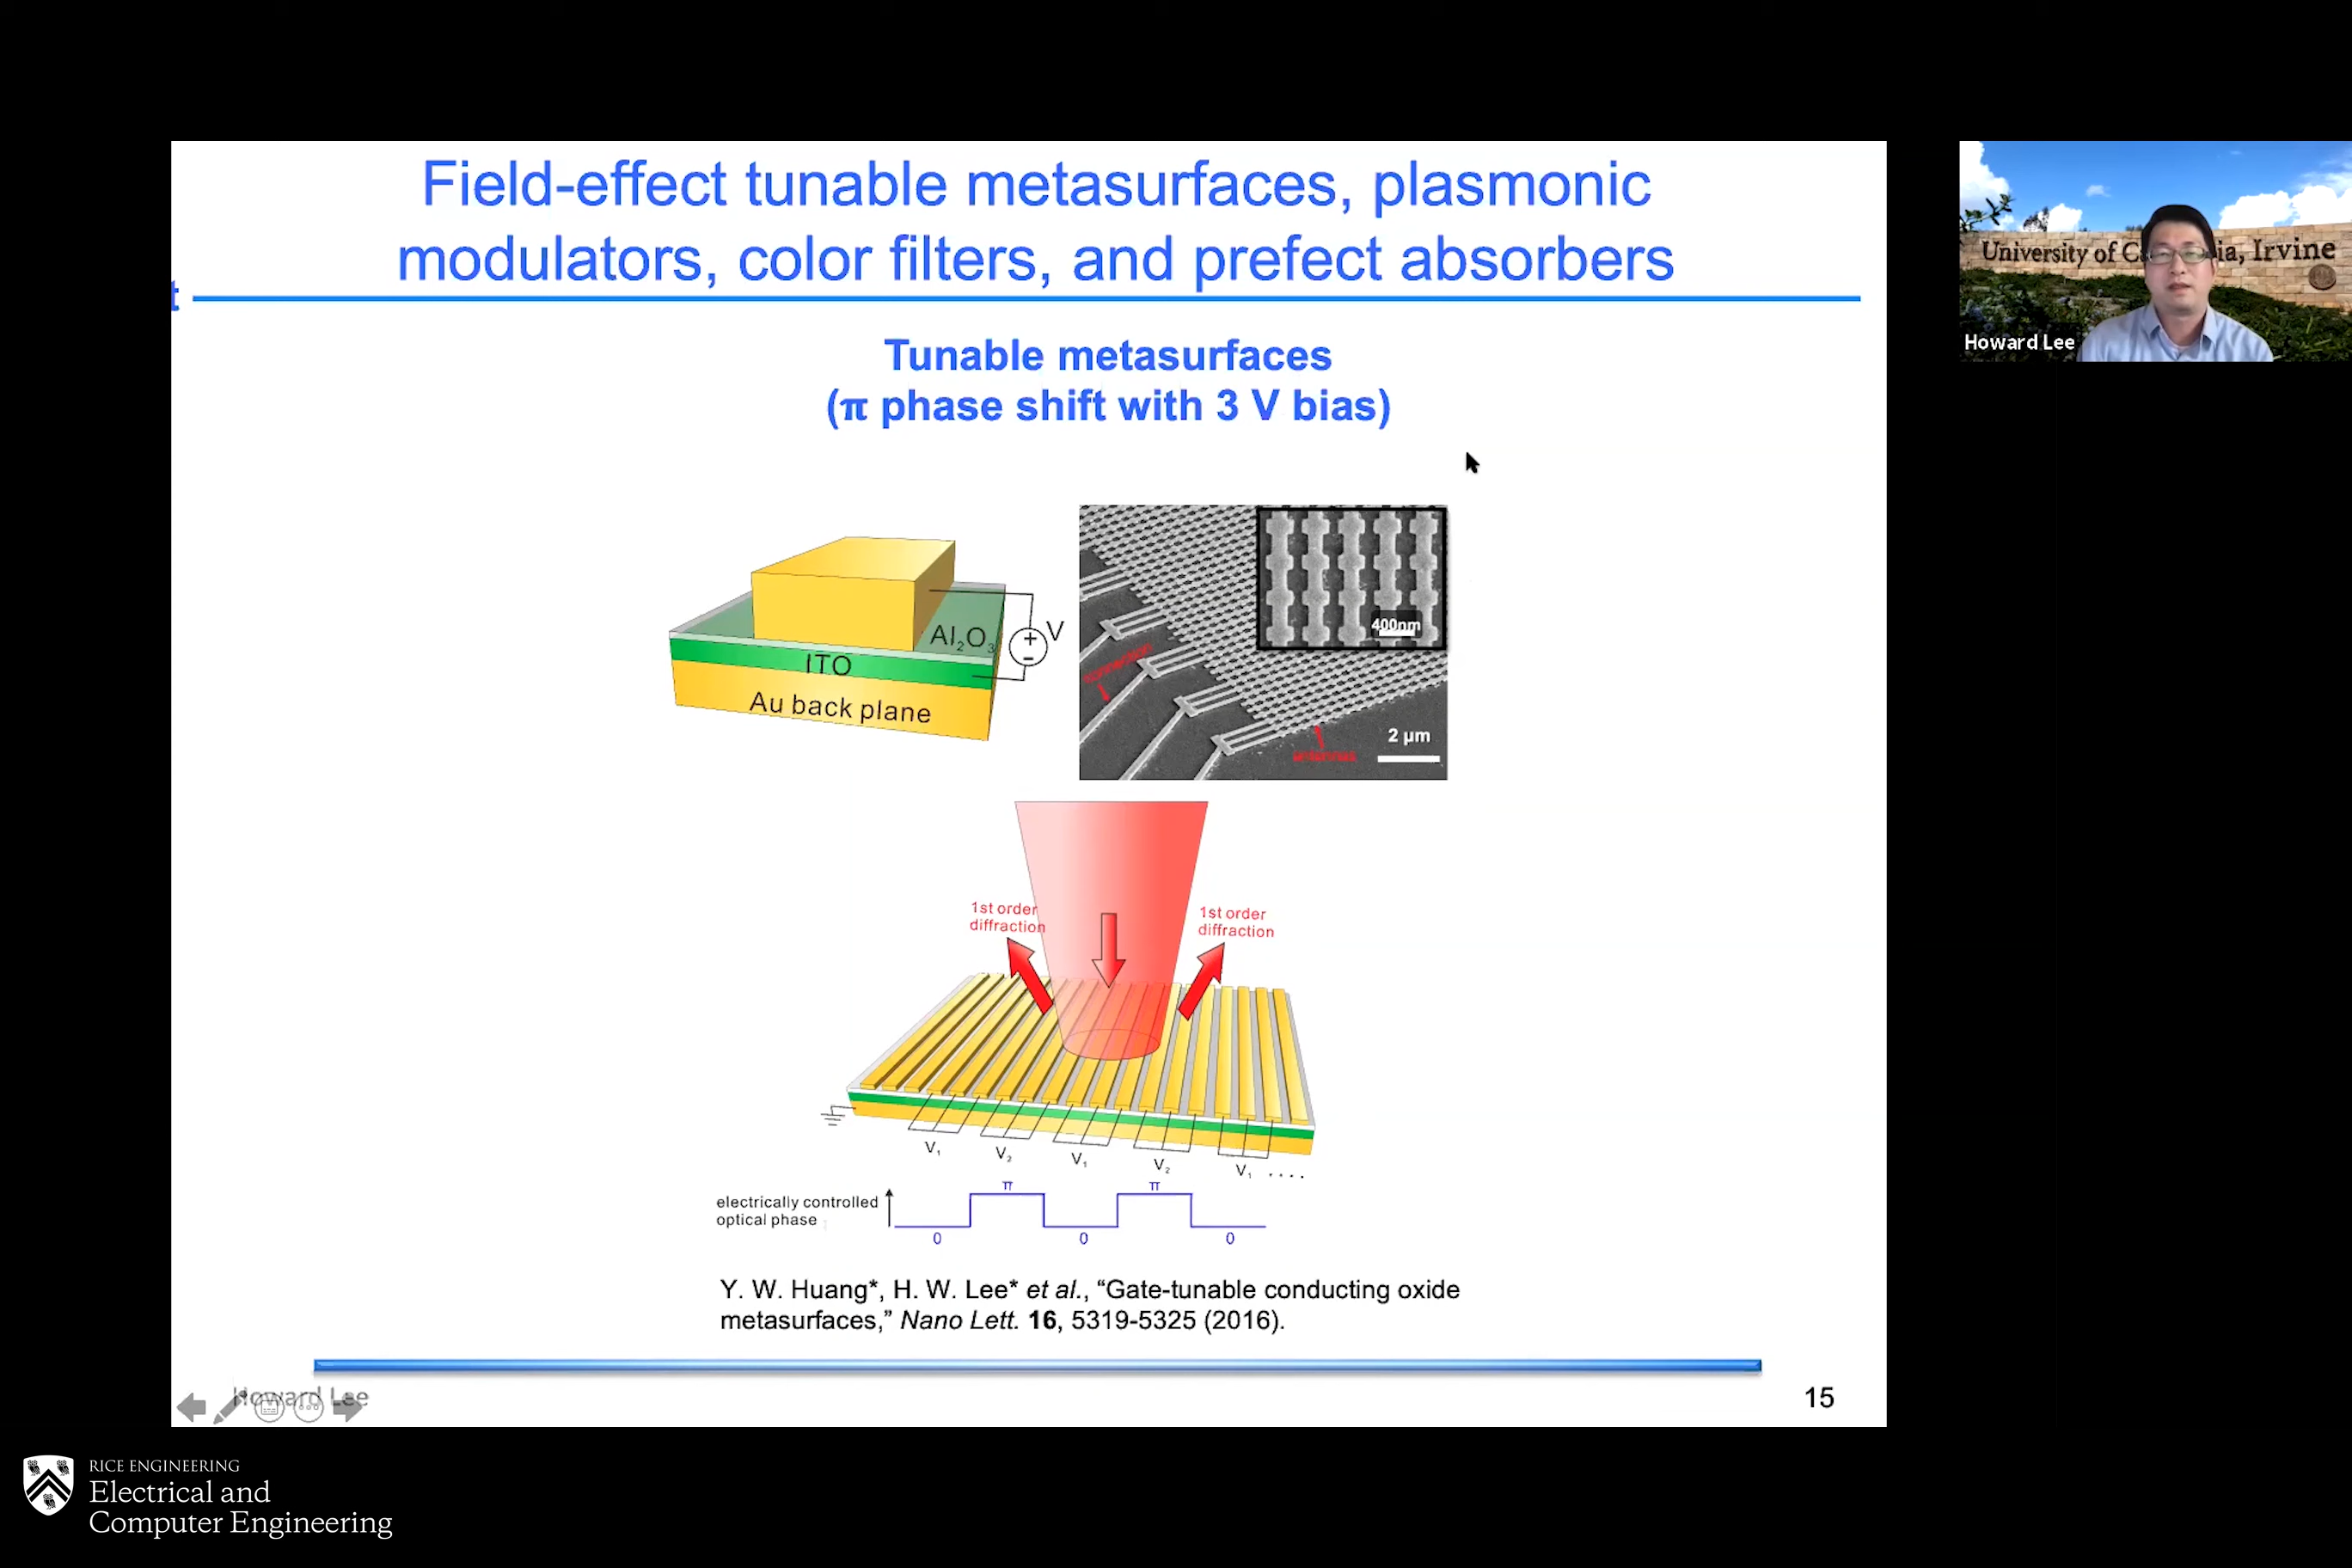 Field-effect tunable metasurfaces, plasmonic
modulators, color filters, and prefect absorbers
t
Tunable metasurfaces
(π phase shift with 3 V bias)
Al₂O₃
ITO
Au back plane
V
+
-
400nm
2 µm
1st order
diffraction
1st order
diffraction
V₁
V₂
V₁
V₂
V₁ ....
electrically controlled
optical phase
π
π
0
0
0
Y. W. Huang*, H. W. Lee* et al., “Gate-tunable conducting oxide
metasurfaces,” Nano Lett. 16, 5319-5325 (2016).
Howard Lee
15
University of C
ia, Irvine
Howard Lee
RICE ENGINEERING
Electrical and
Computer Engineering